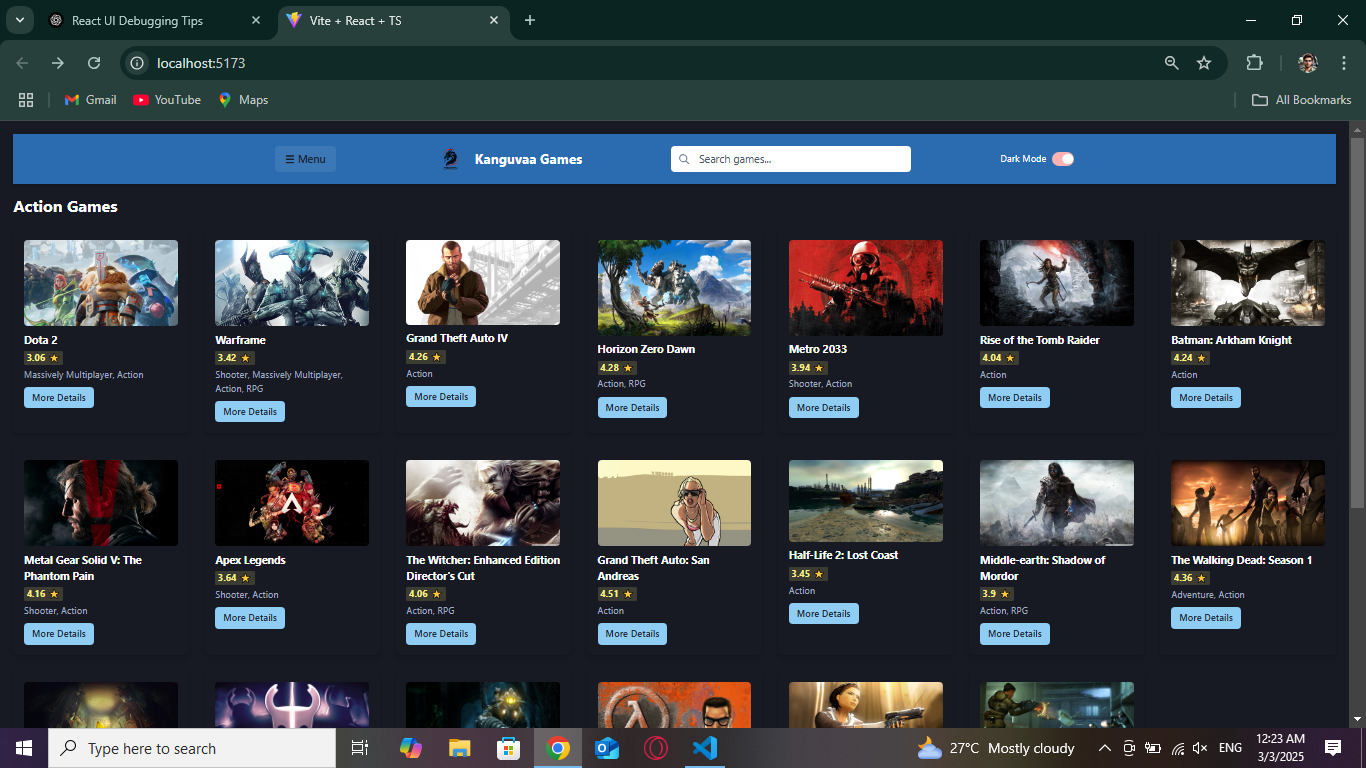 React UI Debugging Tips
Vite + React + TS
localhost:5173
Gmail
YouTube
Maps
All Bookmarks
☰ Menu
Kanguvaa Games
Search games...
Dark Mode
Action Games
Dota 2
3.06 ★
Massively Multiplayer, Action
More Details
Warframe
3.42 ★
Shooter, Massively Multiplayer,
Action, RPG
More Details
Grand Theft Auto IV
4.26 ★
Action
More Details
Horizon Zero Dawn
4.28 ★
Action, RPG
More Details
Metro 2033
3.94 ★
Shooter, Action
More Details
Rise of the Tomb Raider
4.04 ★
Action
More Details
Batman: Arkham Knight
4.24 ★
Action
More Details
Metal Gear Solid V: The
Phantom Pain
4.16 ★
Shooter, Action
More Details
Apex Legends
3.64 ★
Shooter, Action
More Details
The Witcher: Enhanced Edition
Director's Cut
4.06 ★
Action, RPG
More Details
Grand Theft Auto: San
Andreas
4.51 ★
Action
More Details
Half-Life 2: Lost Coast
3.45 ★
Action
More Details
Middle-earth: Shadow of
Mordor
3.9 ★
Action, RPG
More Details
The Walking Dead: Season 1
4.36 ★
Adventure, Action
More Details
Type here to search
27°C Mostly cloudy
ENG
12:23 AM
3/3/2025